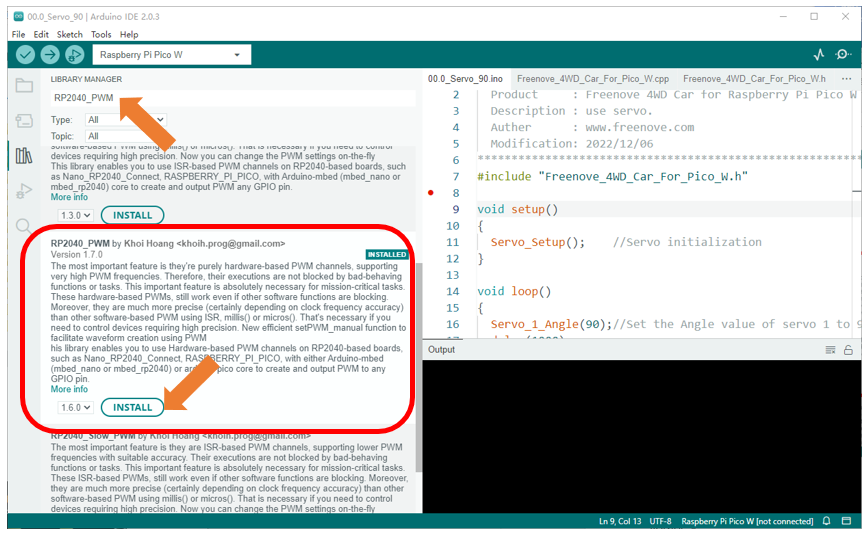 00.0_Servo_90 | Arduino IDE 2.0.3
File Edit Sketch Tools Help
Raspberry Pi Pico W
LIBRARY MANAGER
RP2040_PWM
Type: All
Topic: All
software-based PWM using millis() or micros(). That is necessary if you need to control
devices requiring high precision. Now you can change the PWM settings on-the-fly
This library enables you to use ISR-based PWM channels on RP2040-based boards, such
as Nano_RP2040_Connect, RASPBERRY_PI_PICO, with Arduino-mbed (mbed_nano or
mbed_rp2040) core to create and output PWM any GPIO pin.
More info
1.3.0 INSTALL
RP2040_PWM by Khoi Hoang <khoih.prog@gmail.com>
Version 1.7.0 INSTALLED
The most important feature is they're purely hardware-based PWM channels, supporting
very high PWM frequencies. Therefore, their executions are not blocked by bad-behaving
functions or tasks. This important feature is absolutely necessary for mission-critical tasks.
These hardware-based PWMs, still work even if other software functions are blocking.
Moreover, they are much more precise (certainly depending on clock frequency accuracy)
than other software-based PWM using ISR, millis() or micros(). That's necessary if you
need to control devices requiring high precision. New efficient setPWM_manual function to
facilitate waveform creation using PWM
his library enables you to use Hardware-based PWM channels on RP2040-based boards,
such as Nano_RP2040_Connect, RASPBERRY_PI_PICO, with either Arduino-mbed
(mbed_nano or mbed_rp2040) or pico core to create and output PWM to any
GPIO pin.
More info
1.6.0 INSTALL
RP2040_Slow_PWM by Khoi Hoang <khoih.prog@gmail.com>
The most important feature is they are ISR-based PWM channels, supporting lower PWM
frequencies with suitable accuracy. Their executions are not blocked by bad-behaving
functions or tasks. This important feature is absolutely necessary for mission-critical tasks.
These ISR-based PWMs, still work even if other software functions are blocking. Moreover,
they are much more precise (certainly depending on clock frequency accuracy) than other
software-based PWM using millis() or micros(). That is necessary if you need to control
devices requiring high precision. Now you can change the PWM settings on-the-fly
00.0_Servo_90.ino Freenove_4WD_Car_For_Pico_W.cpp Freenove_4WD_Car_For_Pico_W.h ...
2 Product : Freenove 4WD Car for Raspberry Pi Pico W
3 Description : use servo.
4 Auther : www.freenove.com
5 Modification: 2022/12/06
6 ********************************************************
7 #include "Freenove_4WD_Car_For_Pico_W.h"
8
9 void setup()
10 {
11 Servo_Setup(); //Servo initialization
12 }
13
14 void loop()
15 {
16 Servo_1_Angle(90);//Set the Angle value of servo 1 to 9
Output
Ln 9, Col 13 UTF-8 Raspberry Pi Pico W [not connected]